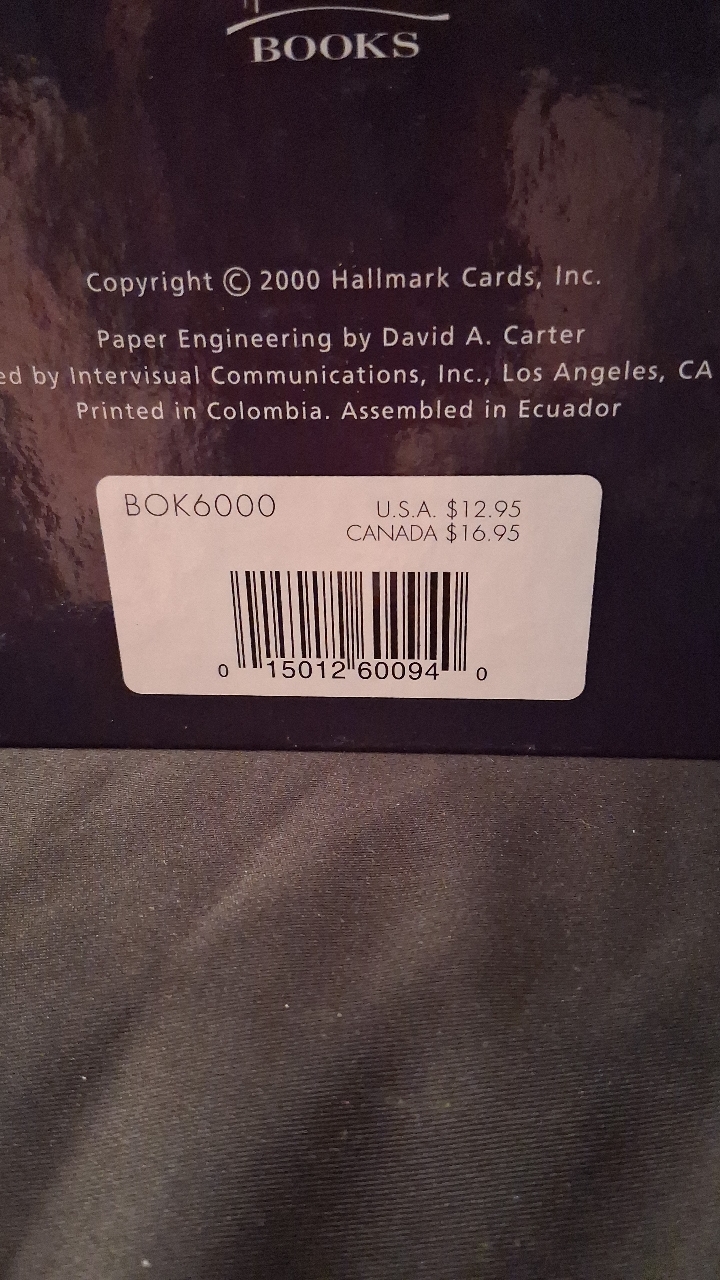 BOOKS
Copyright © 2000 Hallmark Cards, Inc.
Paper Engineering by David A. Carter
by Intervisual Communications, Inc., Los Angeles, CA
Printed in Colombia. Assembled in Ecuador
BOK6000 U.S.A. $12.95
CANADA $16.95
0 15012 60094 0